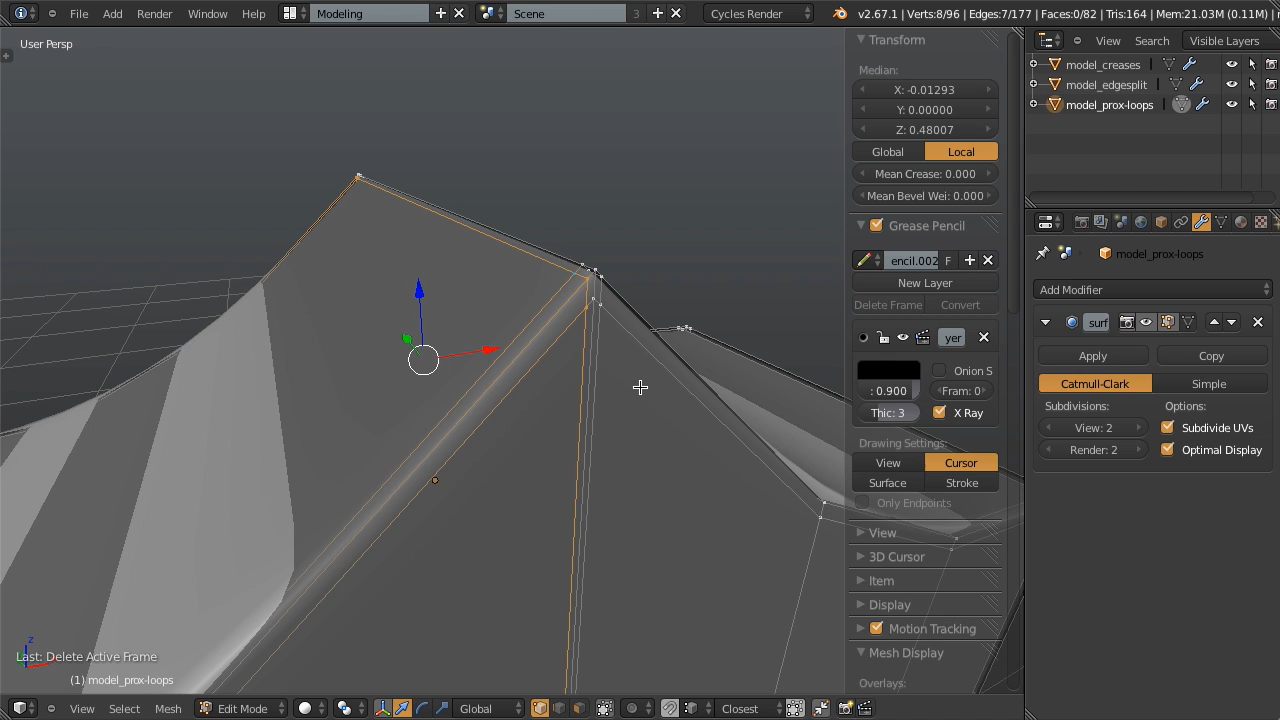 File Add Render Window Help Modeling Scene 3 Cycles Render v2.67.1 | Verts:8/96 | Edges:7/177 | Faces:0/82 | Tris:164 | Mem:21.03M (0.11M) |
User Persp
Transform
Median:
X: -0.01293
Y: 0.00000
Z: 0.48007
Global Local
Mean Crease: 0.000
Mean Bevel Wei: 0.000
Grease Pencil
encil.002 F
New Layer
Delete Frame Convert
yer
Onion S
: 0.900 Fram: 0
Thic: 3 X Ray
Drawing Settings:
View Cursor
Surface Stroke
Only Endpoints
View
3D Cursor
Item
Display
Motion Tracking
Mesh Display
Overlays:
View Search Visible Layers
model_creases
model_edgesplit
model_prox-loops
model_prox-loops
Add Modifier
surf
Apply Copy
Catmull-Clark Simple
Subdivisions: Options:
View: 2 Subdivide UVs
Render: 2 Optimal Display
z
Last: Delete Active Frame
(1) model_prox-loops
View Select Mesh Edit Mode Global Closest